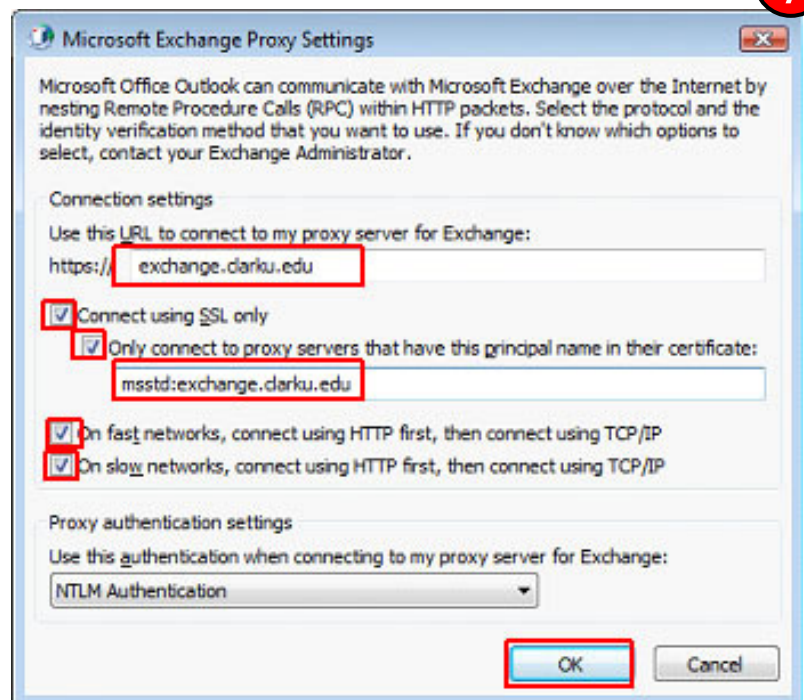 Microsoft Exchange Proxy Settings
Microsoft Office Outlook can communicate with Microsoft Exchange over the Internet by
nesting Remote Procedure Calls (RPC) within HTTP packets. Select the protocol and the
identity verification method that you want to use. If you don't know which options to
select, contact your Exchange Administrator.
Connection settings
Use this URL to connect to my proxy server for Exchange:
https:// exchange.clarku.edu
Connect using SSL only
Only connect to proxy servers that have this principal name in their certificate:
msstd:exchange.clarku.edu
On fast networks, connect using HTTP first, then connect using TCP/IP
On slow networks, connect using HTTP first, then connect using TCP/IP
Proxy authentication settings
Use this authentication when connecting to my proxy server for Exchange:
NTLM Authentication
OK Cancel